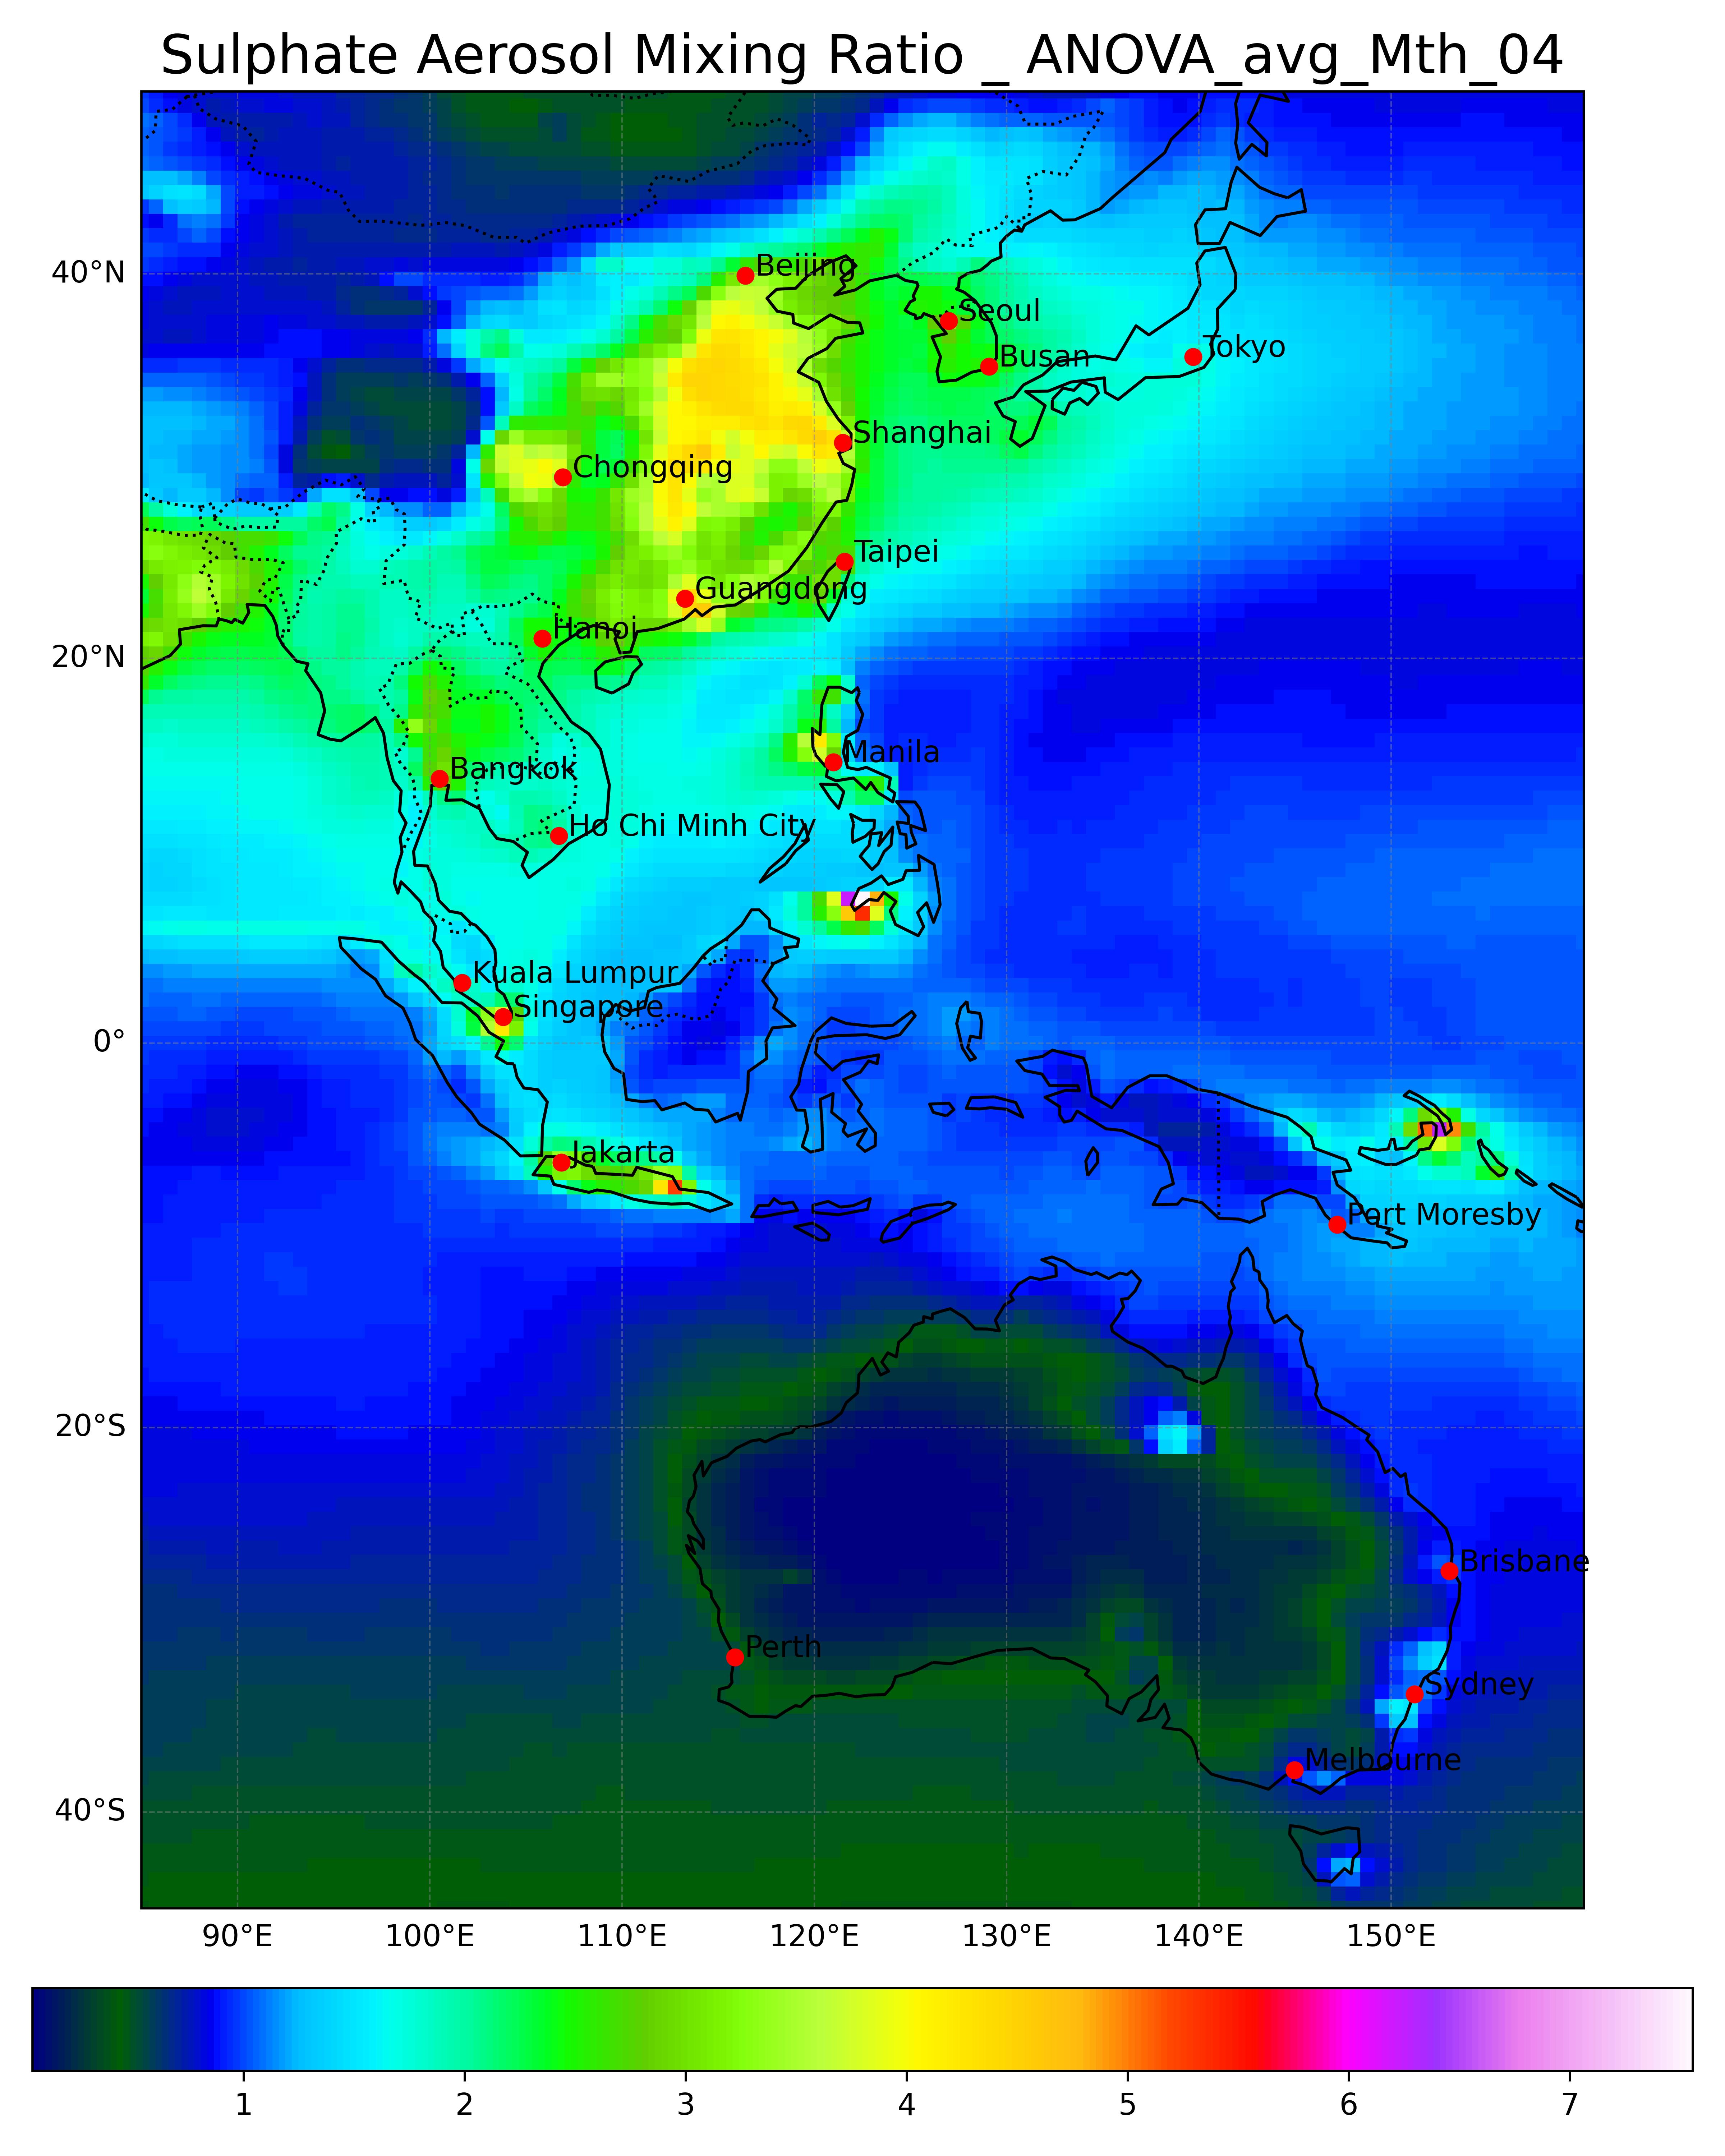 Sulphate Aerosol Mixing Ratio _ ANOVA_avg_Mth_04
40°N
20°N
0°
20°S
40°S
Beijing
Seoul
Busan
Tokyo
Shanghai
Chongqing
Taipei
Guangdong
Hanoi
Manila
Bangkok
Ho Chi Minh City
Kuala Lumpur
Singapore
Jakarta
Port Moresby
Brisbane
Perth
Sydney
Melbourne
90°E 100°E 110°E 120°E 130°E 140°E 150°E
1 2 3 4 5 6 7